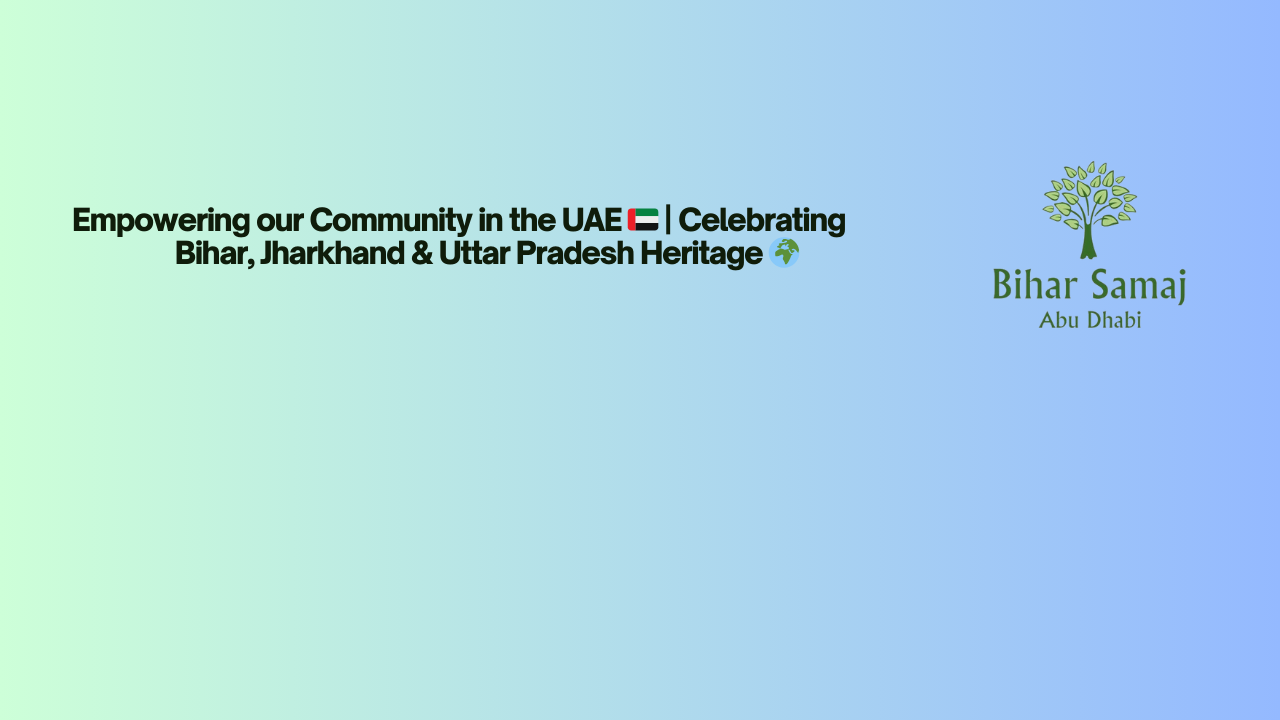 Empowering our Community in the UAE 🇦🇪 | Celebrating
Bihar, Jharkhand & Uttar Pradesh Heritage 🌍
Bihar Samaj
Abu Dhabi